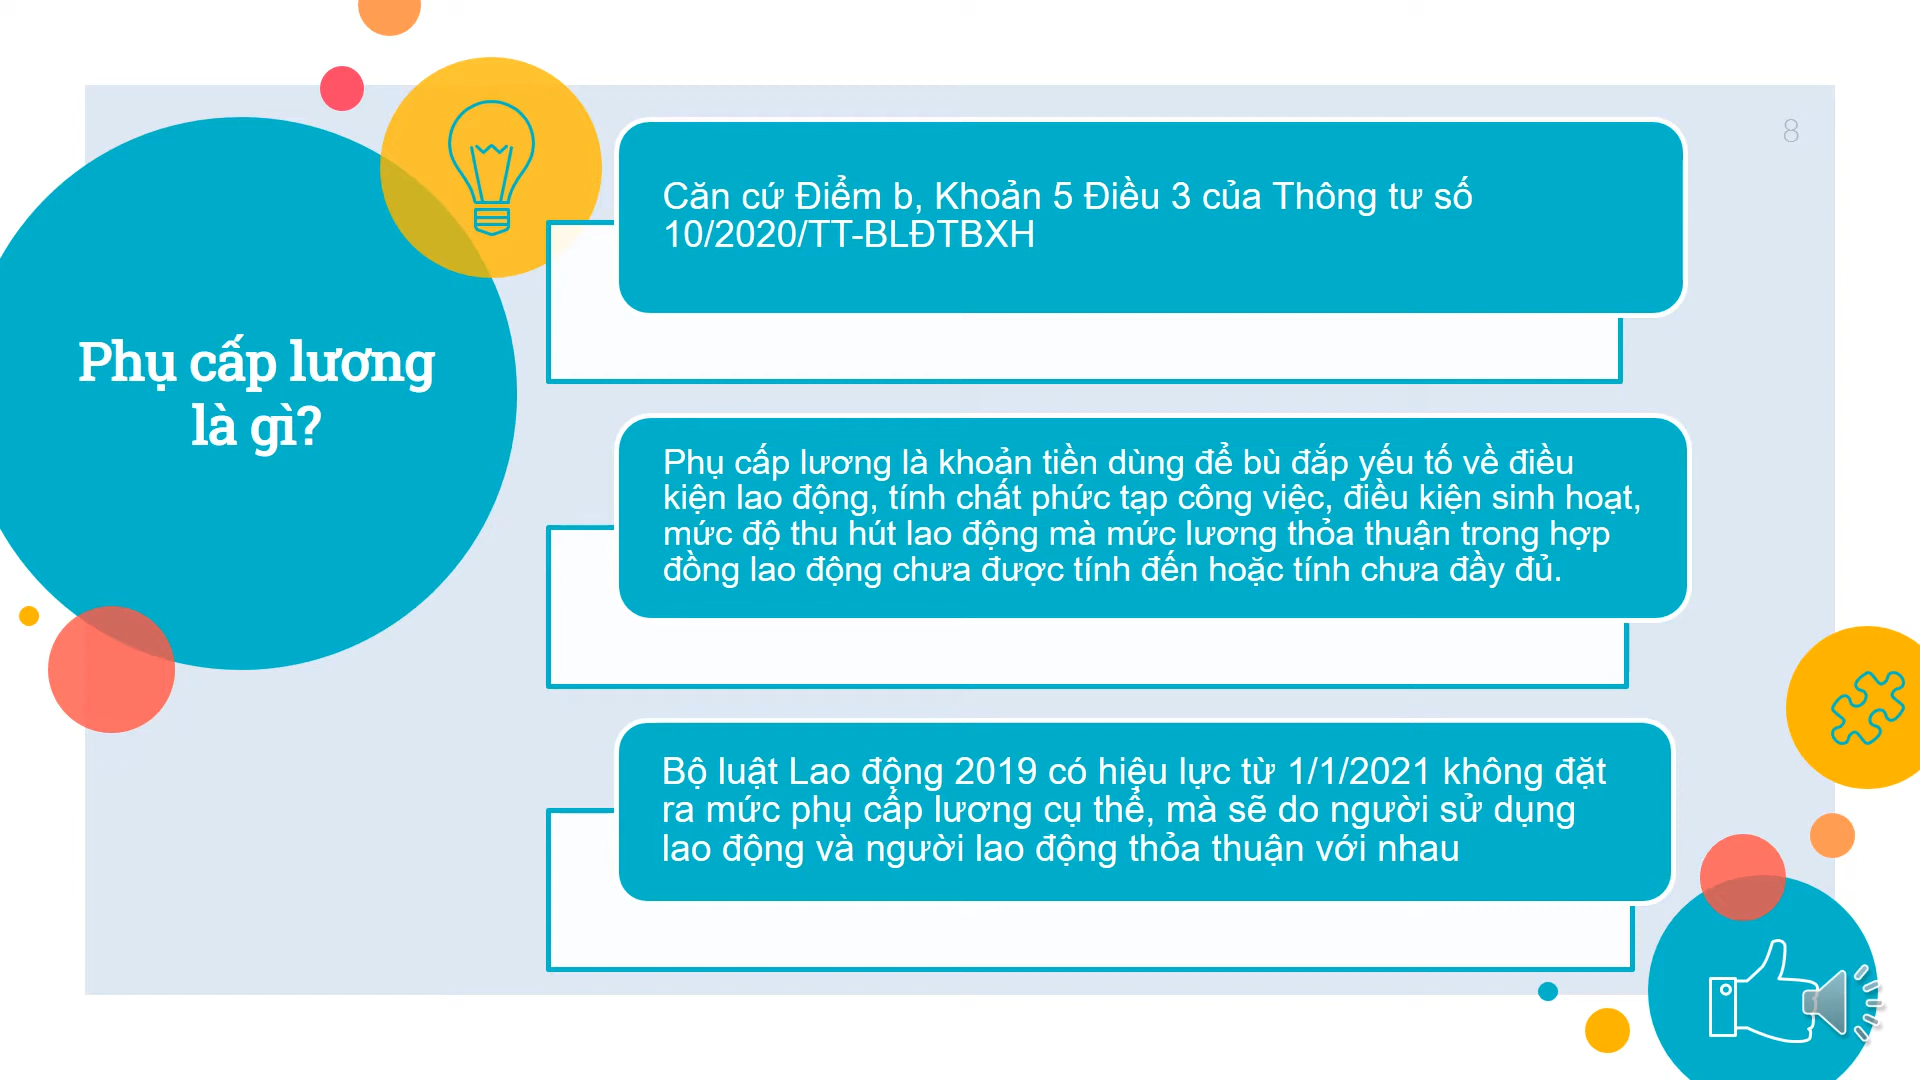 8
Phụ cấp lương
là gì?
Căn cứ Điểm b, Khoản 5 Điều 3 của Thông tư số
10/2020/TT-BLĐTBXH
Phụ cấp lương là khoản tiền dùng để bù đắp yếu tố về điều
kiện lao động, tính chất phức tạp công việc, điều kiện sinh hoạt,
mức độ thu hút lao động mà mức lương thỏa thuận trong hợp
đồng lao động chưa được tính đến hoặc tính chưa đầy đủ.
Bộ luật Lao động 2019 có hiệu lực từ 1/1/2021 không đặt
ra mức phụ cấp lương cụ thể, mà sẽ do người sử dụng
lao động và người lao động thỏa thuận với nhau